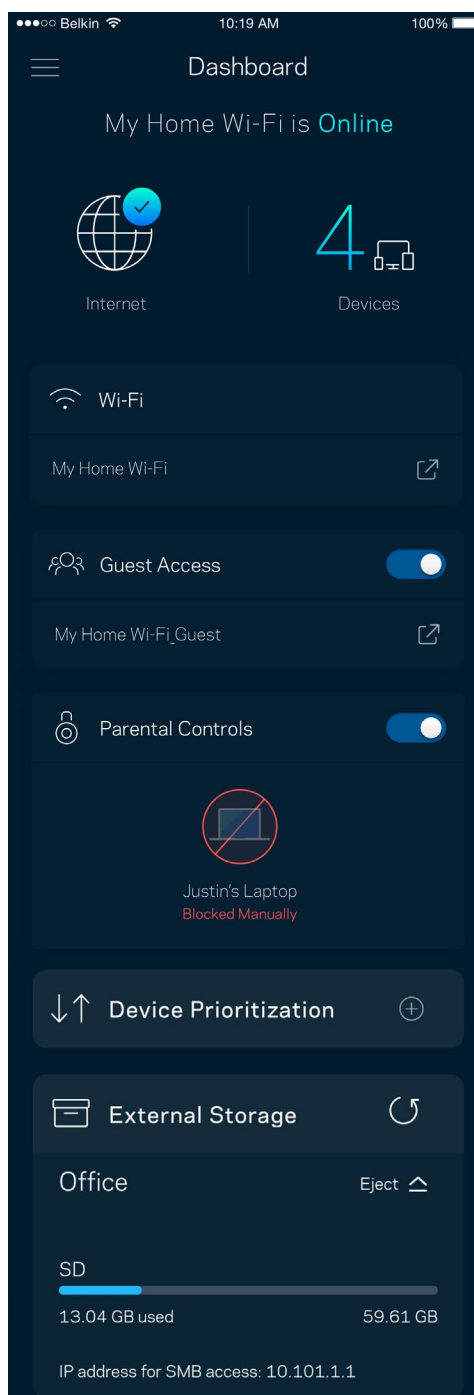 Belkin 10:19 AM 100%
Dashboard
My Home Wi-Fi is Online
4
Internet Devices
Wi-Fi
My Home Wi-Fi
Guest Access
My Home Wi-Fi_Guest
Parental Controls
Justin's Laptop
Blocked Manually
Device Prioritization
External Storage
Office Eject
SD
13.04 GB used 59.61 GB
IP address for SMB access: 10.101.1.1